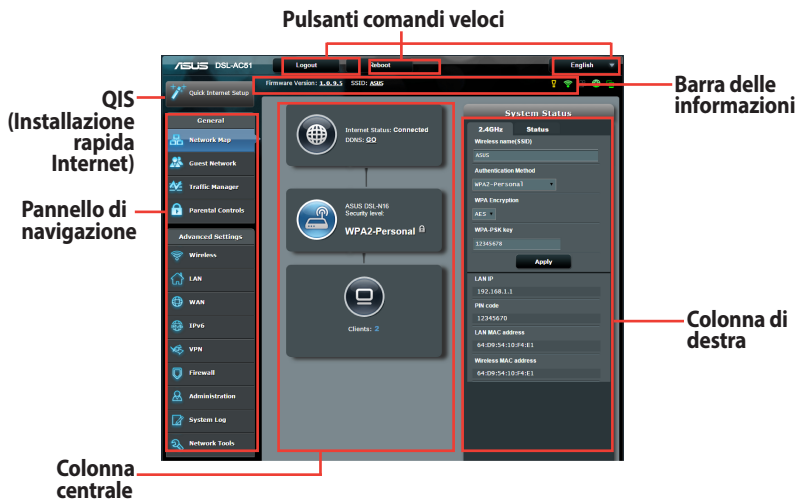 Pulsanti comandi veloci
ASUS DSL-AC51
Logout
Reboot
English
Quick Internet Setup
Firmware Version: 1.0.9.5 SSID: ASUS
QIS
(Installazione
rapida
Internet)
Barra delle
informazioni
General
Network Map
Guest Network
Traffic Manager
Parental Controls
Pannello di
navigazione
Advanced Settings
Wireless
LAN
WAN
IPv6
VPN
Firewall
Administration
System Log
Network Tools
Internet Status: Connected
DDNS: GO
ASUS DSL-N16
Security level:
WPA2-Personal
Clients: 2
System Status
2.4GHz Status
Wireless name(SSID)
ASUS
Authentication Method
WPA2-Personal
WPA Encryption
AES
WPA-PSK key
12345678
Apply
LAN IP
192.168.1.1
PIN code
12345670
LAN MAC address
64:D9:54:10:F4:E1
Wireless MAC address
64:D9:54:10:F4:E1
Colonna di
destra
Colonna
centrale